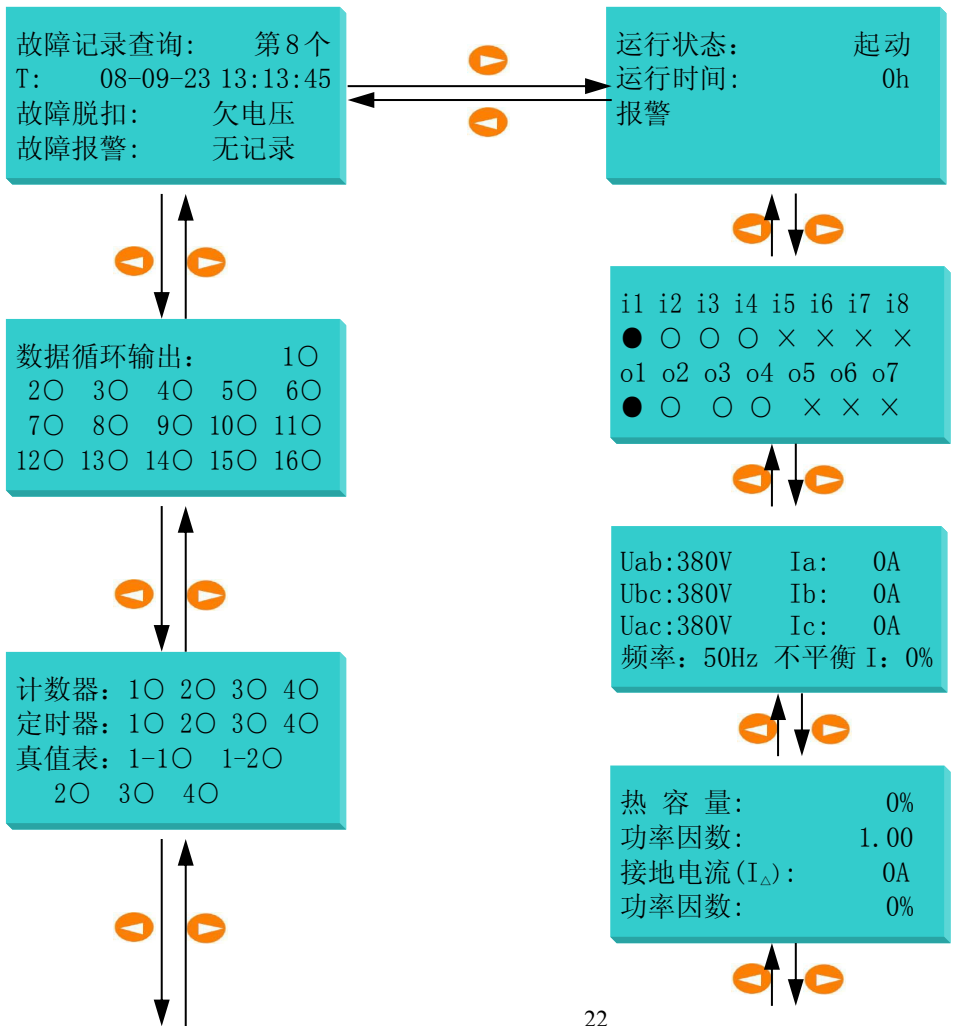 故障记录查询: 第8个
T: 08-09-23 13:13:45
故障脱扣: 欠电压
故障报警: 无记录
数据循环输出: 1○
2○ 3○ 4○ 5○ 6○
7○ 8○ 9○ 10○ 11○
12○ 13○ 14○ 15○ 16○
计数器: 1○ 2○ 3○ 4○
定时器: 1○ 2○ 3○ 4○
真值表: 1-1○ 1-2○
2○ 3○ 4○
运行状态: 起动
运行时间: 0h
报警
i1 i2 i3 i4 i5 i6 i7 i8
● ○ ○ ○ × × × ×
o1 o2 o3 o4 o5 o6 o7
● ○ ○ ○ × × ×
Uab:380V Ia: 0A
Ubc:380V Ib: 0A
Uac:380V Ic: 0A
频率: 50Hz 不平衡I: 0%
热 容 量: 0%
功率因数: 1.00
接地电流(I△): 0A
功率因数: 0%
22